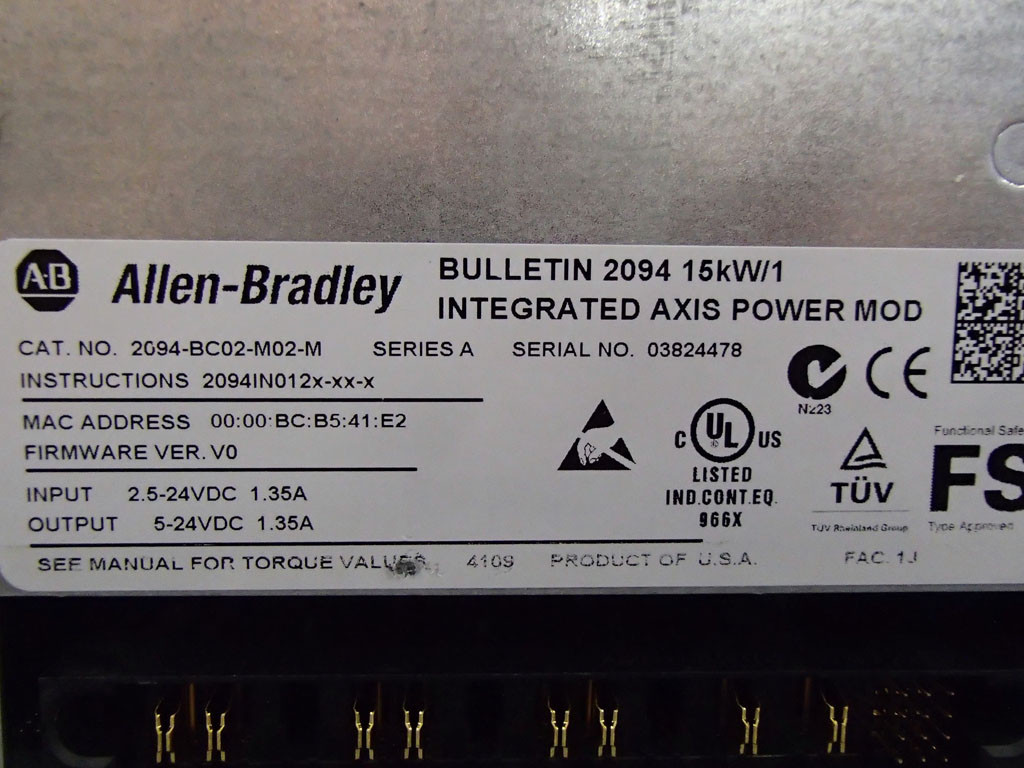 A-B Allen-Bradley
BULLETIN 2094 15kW/1
INTEGRATED AXIS POWER MOD
CAT. NO. 2094-BC02-M02-M SERIES A SERIAL NO. 03824478
INSTRUCTIONS 2094IN012x-xx-x
MAC ADDRESS 00:00:BC:B5:41:E2
FIRMWARE VER. V0
INPUT 2.5-24VDC 1.35A
OUTPUT 5-24VDC 1.35A
SEE MANUAL FOR TORQUE VALUES 410S PRODUCT OF U.S.A. FAC. 1J
N223
CE
C UL US
LISTED
IND.CONT.EQ.
966X
TÜV
TÜV Rheinland Group
Functional Safe
FS
Type Approved